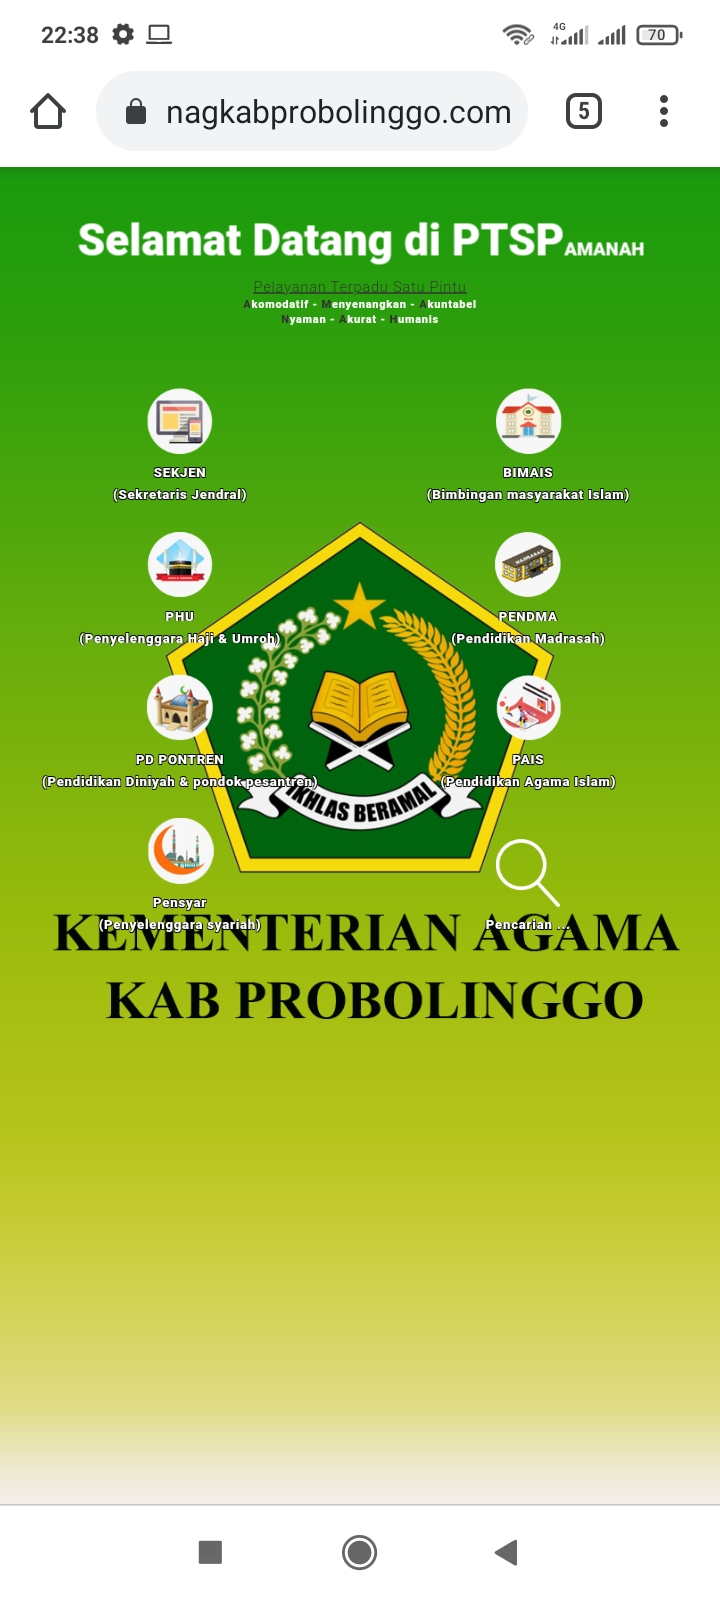 22:38
4G
70
nagkabprobolinggo.com
5
Selamat Datang di PTSP AMANAH
Pelayanan Terpadu Satu Pintu
Akomodatif - Menyenangkan - Akuntabel
Nyaman - Akurat - Humanis
SEKJEN
(Sekretaris Jendral)
BIMAIS
(Bimbingan masyarakat Islam)
MADRASAH
PHU
(Penyelenggara Haji & Umroh)
PENDMA
(Pendidikan Madrasah)
PD PONTREN
(Pendidikan Diniyah & pondok pesantren)
PAIS
(Pendidikan Agama Islam)
IKHLAS BERAMAL
Pensyar
(Penyelenggara syariah)
Pencarian ...
KEMENTERIAN AGAMA
KAB PROBOLINGGO